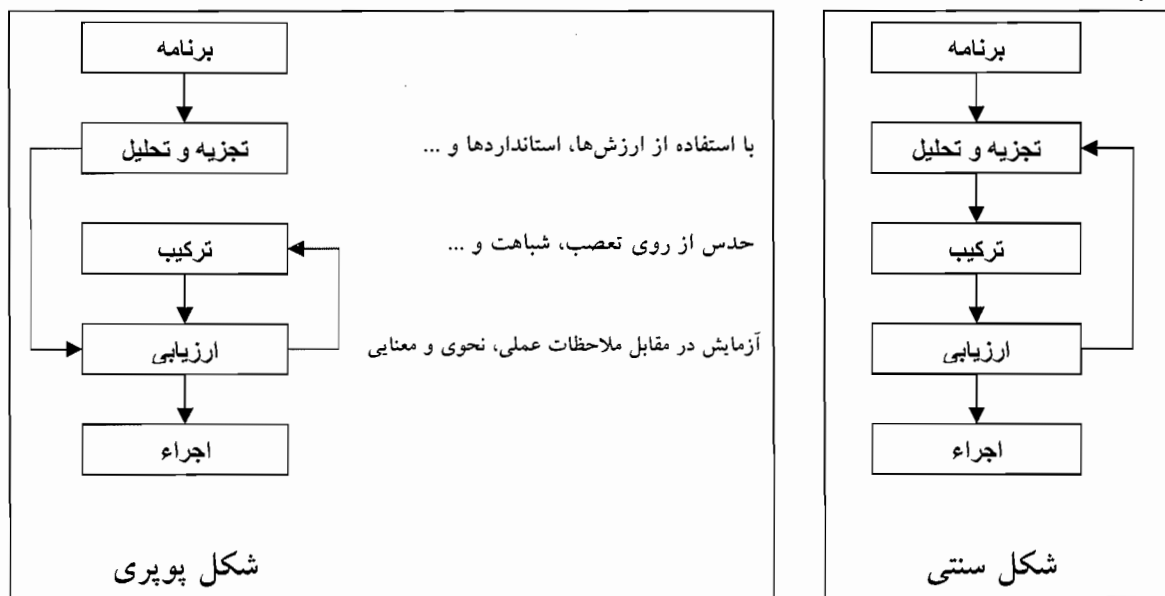 برنامه
تجزیه و تحلیل
ترکیب
ارزیابی
اجراء
شکل سنتی
برنامه
تجزیه و تحلیل
با استفاده از ارزش‌ها، استانداردها و ...
ترکیب
حدس از روی تعصب، شباهت و ...
ارزیابی
آزمایش در مقابل ملاحظات عملی، نحوی و معنایی
اجراء
شکل پوپری